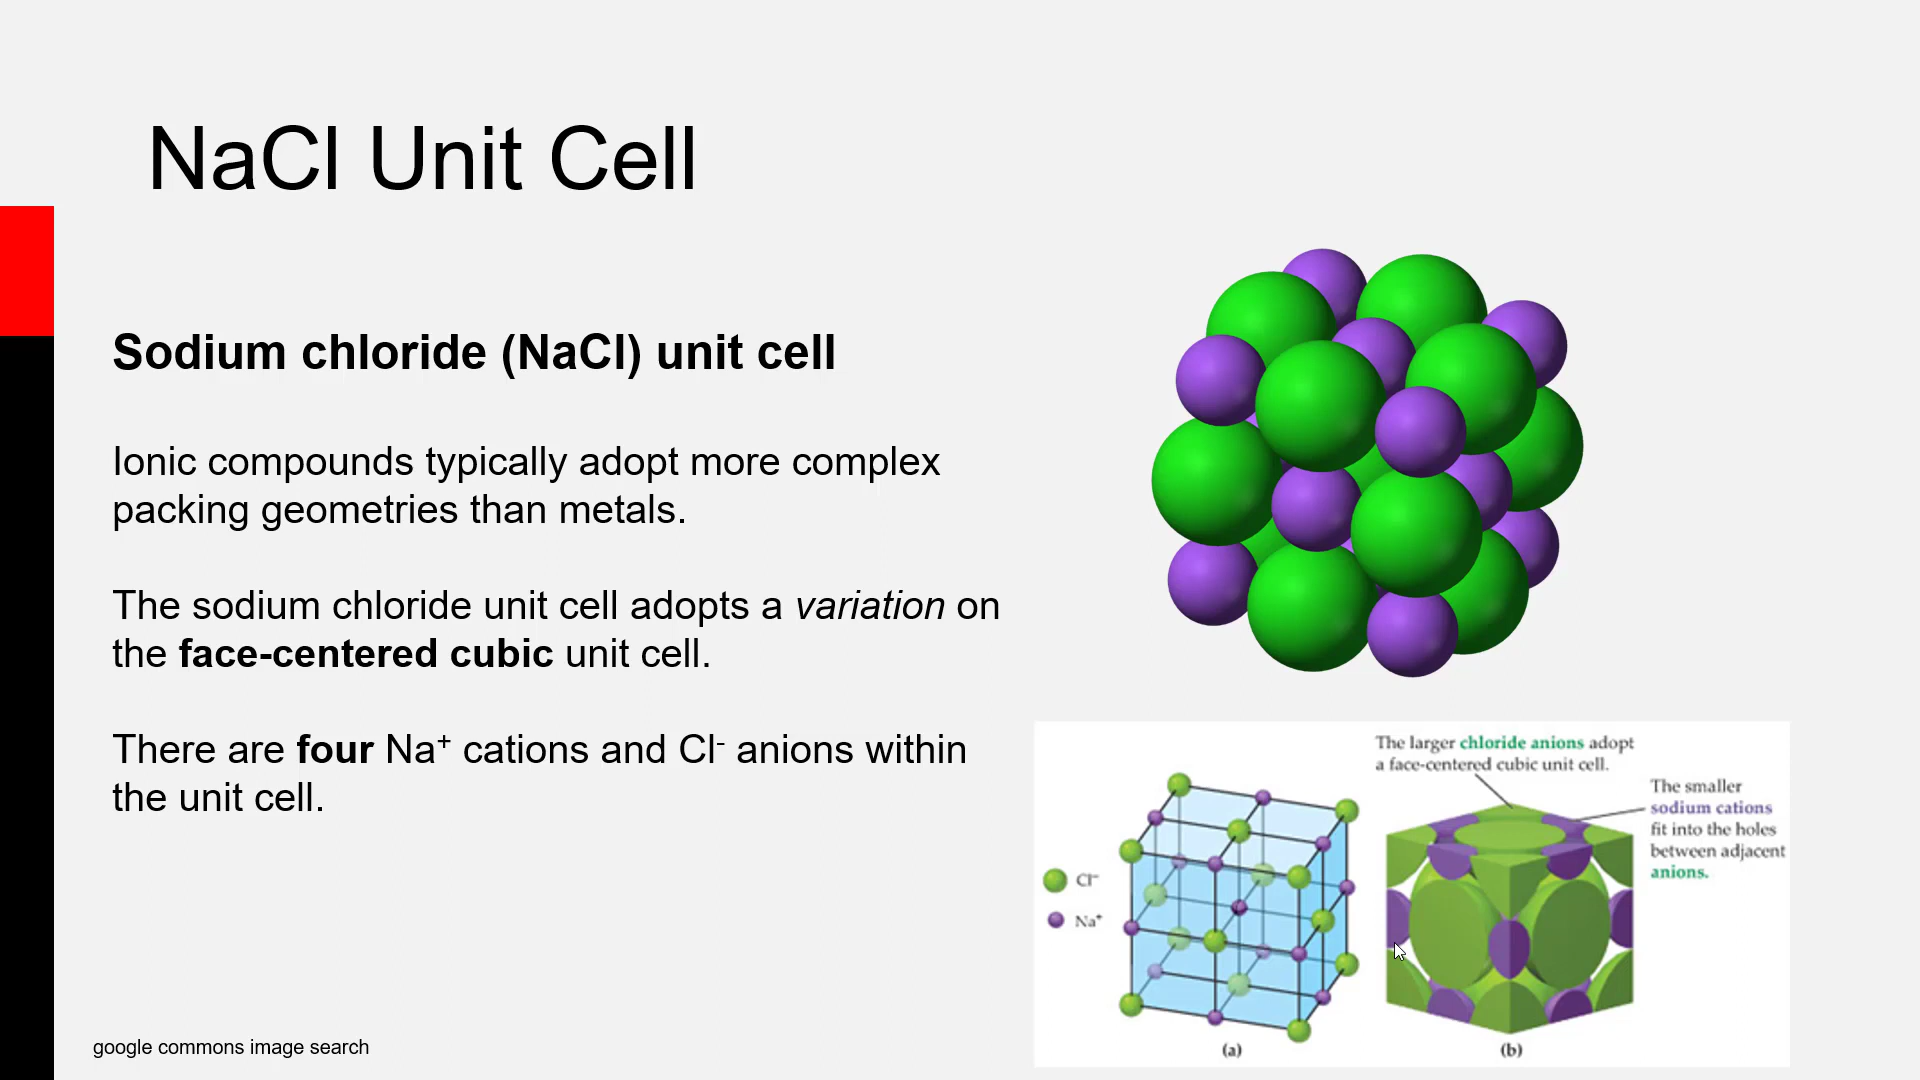 NaCl Unit Cell
Sodium chloride (NaCl) unit cell
Ionic compounds typically adopt more complex
packing geometries than metals.
The sodium chloride unit cell adopts a variation on
the face-centered cubic unit cell.
There are four Na⁺ cations and Cl⁻ anions within
the unit cell.
google commons image search
The larger chloride anions adopt
a face-centered cubic unit cell.
The smaller
sodium cations
fit into the holes
between adjacent
anions.
Cl⁻
Na⁺
(a)
(b)